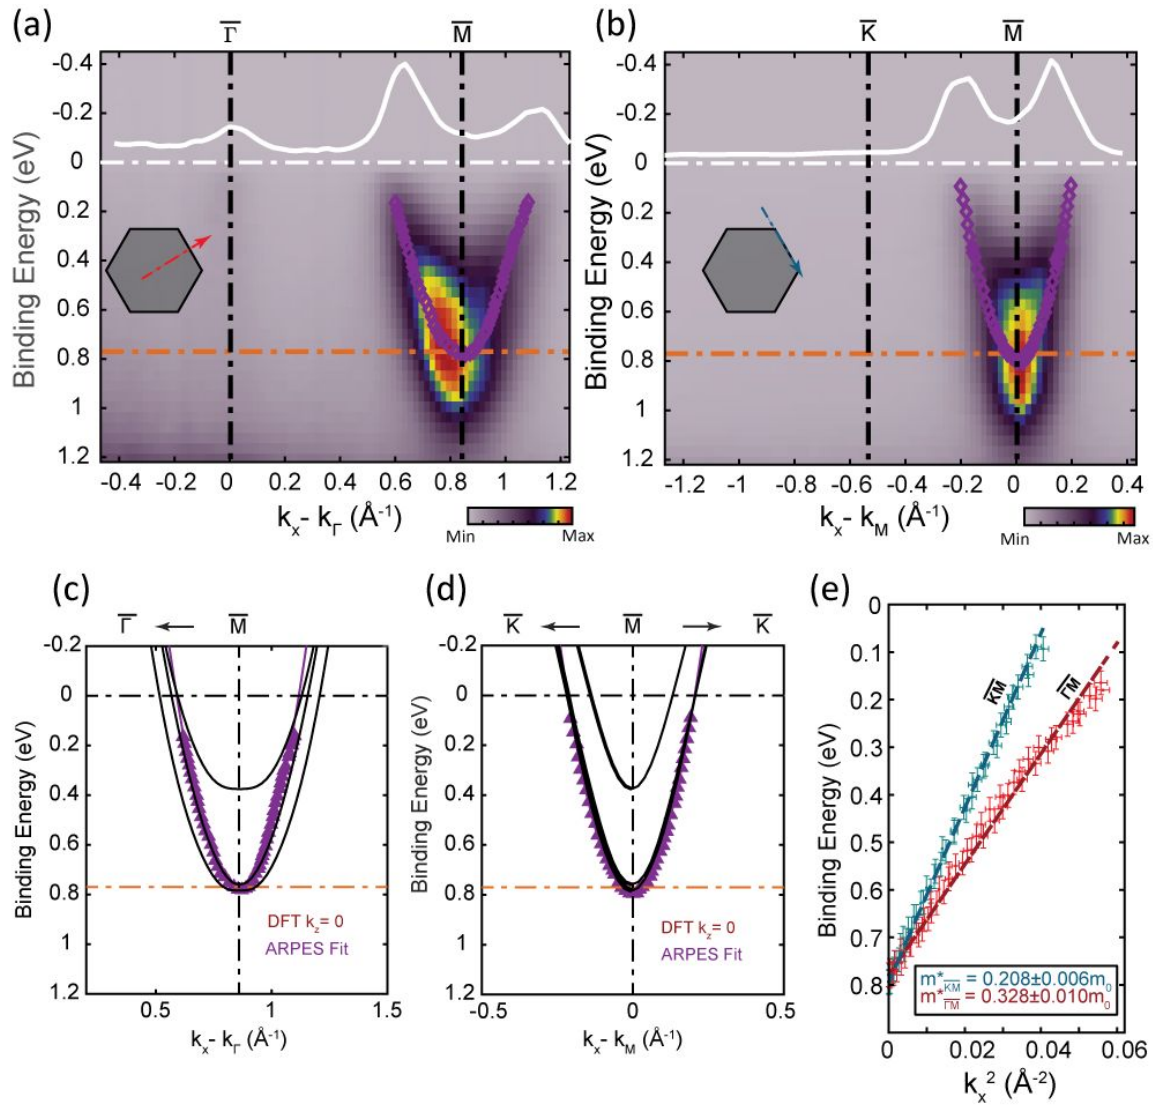 (a)
Γ̅
M̅
-0.4
-0.2
0
0.2
0.4
0.6
0.8
1
1.2
Binding Energy (eV)
-0.4 -0.2 0 0.2 0.4 0.6 0.8 1 1.2
kₓ- k_Γ (Å⁻¹)
Min Max
(b)
K̅
M̅
-0.4
-0.2
0
0.2
0.4
0.6
0.8
1
1.2
Binding Energy (eV)
-1.2 -1 -0.8 -0.6 -0.4 -0.2 0 0.2 0.4
kₓ- k_M (Å⁻¹)
Min Max
(c)
Γ̅ M̅
-0.2
0
0.2
0.4
0.6
0.8
1
1.2
Binding Energy (eV)
DFT k_z= 0
ARPES Fit
0.5 1 1.5
kₓ- k_Γ (Å⁻¹)
(d)
K̅ M̅ K̅
-0.2
0
0.2
0.4
0.6
0.8
1
1.2
Binding Energy (eV)
DFT k_z= 0
ARPES Fit
-0.5 0 0.5
kₓ- k_M (Å⁻¹)
(e)
0
0.1
0.2
0.3
0.4
0.5
0.6
0.7
0.8
Binding Energy (eV)
K̅M̅
Γ̅M̅
m*_K̅M̅ = 0.208±0.006m₀
m*_Γ̅M̅ = 0.328±0.010m₀
0 0.02 0.04 0.06
kₓ² (Å⁻²)